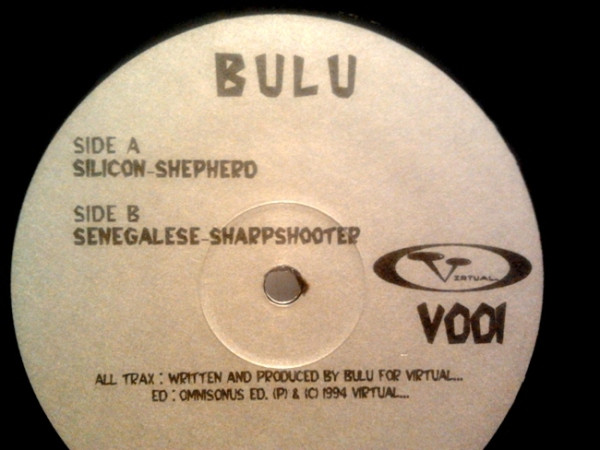 BULU
SIDE A
SILICON-SHEPHERD
SIDE B
SENEGALESE-SHARPSHOOTER
VIRTUAL...
V001
ALL TRAX : WRITTEN AND PRODUCED BY BULU FOR VIRTUAL...
ED : OMNISONUS ED. (P) & (C) 1994 VIRTUAL...